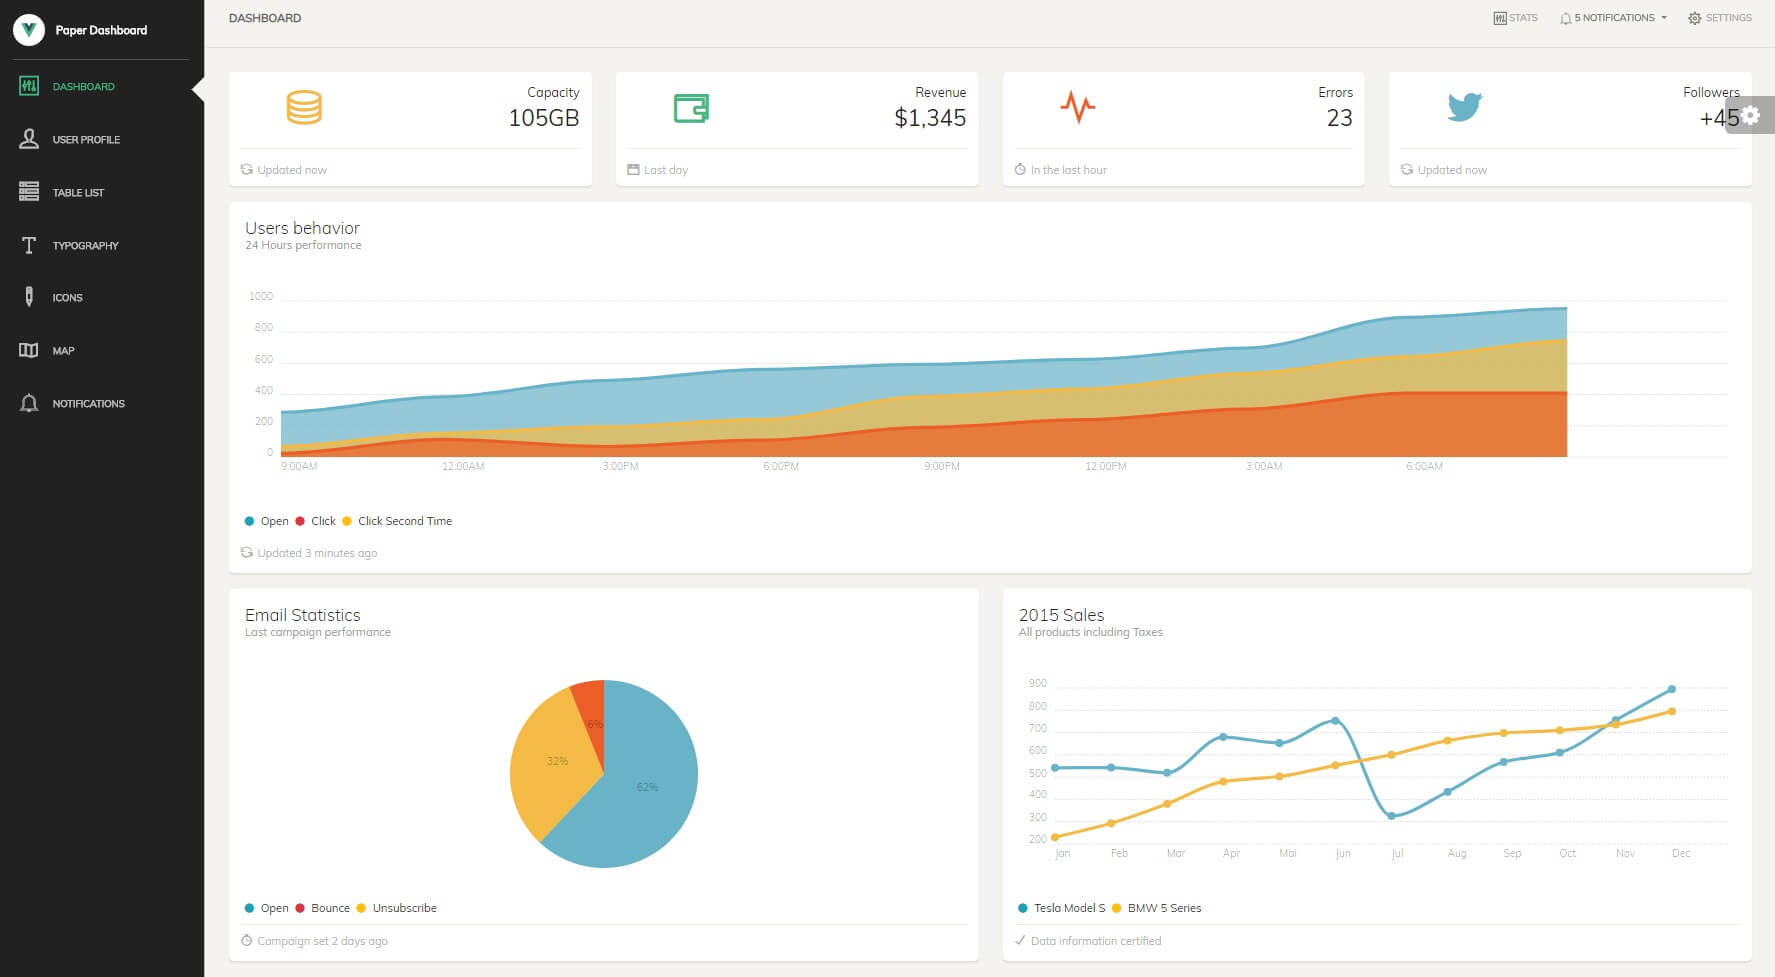 Paper Dashboard
DASHBOARD
USER PROFILE
TABLE LIST
TYPOGRAPHY
ICONS
MAP
NOTIFICATIONS
DASHBOARD
STATS
5 NOTIFICATIONS
SETTINGS
Capacity
105GB
Updated now
Revenue
$1,345
Last day
Errors
23
In the last hour
Followers
+45
Updated now
Users behavior
24 Hours performance
1000
800
600
400
200
0
9:00AM 12:00AM 3:00PM 6:00PM 9:00PM 12:00PM 3:00AM 6:00AM
Open Click Click Second Time
Updated 3 minutes ago
Email Statistics
Last campaign performance
6%
32%
62%
Open Bounce Unsubscribe
Campaign set 2 days ago
2015 Sales
All products including Taxes
900
800
700
600
500
400
300
200
Jan Feb Mar Apr Mai Jun Jul Aug Sep Oct Nov Dec
Tesla Model S BMW 5 Series
Data information certified